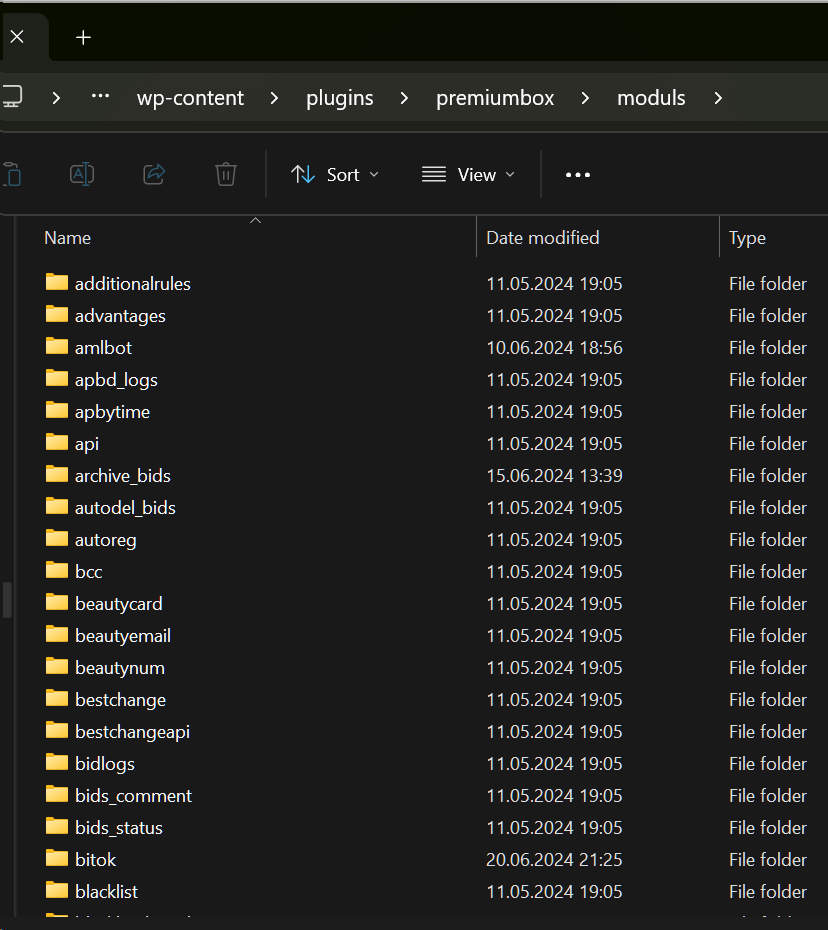 wp-content > plugins > premiumbox > moduls >
Sort View
Name Date modified Type
additionalrules 11.05.2024 19:05 File folder
advantages 11.05.2024 19:05 File folder
amlbot 10.06.2024 18:56 File folder
apbd_logs 11.05.2024 19:05 File folder
apbytime 11.05.2024 19:05 File folder
api 11.05.2024 19:05 File folder
archive_bids 15.06.2024 13:39 File folder
autodel_bids 11.05.2024 19:05 File folder
autoreg 11.05.2024 19:05 File folder
bcc 11.05.2024 19:05 File folder
beautycard 11.05.2024 19:05 File folder
beautyemail 11.05.2024 19:05 File folder
beautynum 11.05.2024 19:05 File folder
bestchange 11.05.2024 19:05 File folder
bestchangeapi 11.05.2024 19:05 File folder
bidlogs 11.05.2024 19:05 File folder
bids_comment 11.05.2024 19:05 File folder
bids_status 11.05.2024 19:05 File folder
bitok 20.06.2024 21:25 File folder
blacklist 11.05.2024 19:05 File folder